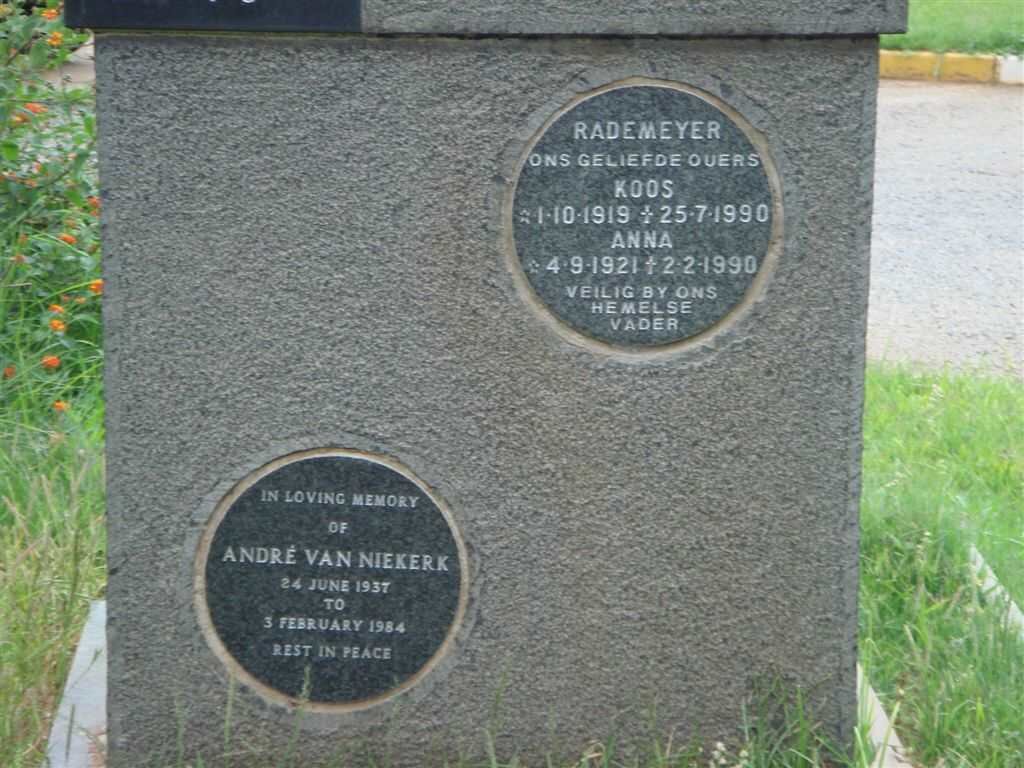 RADEMEYER
ONS GELIEFDE OUERS
KOOS
☆1·10·1919 ✝ 25·7·1990
ANNA
☆4·9·1921 ✝ 2·2·1990
VEILIG BY ONS
HEMELSE
VADER
IN LOVING MEMORY
OF
ANDRÉ VAN NIEKERK
24 JUNE 1937
TO
3 FEBRUARY 1984
REST IN PEACE